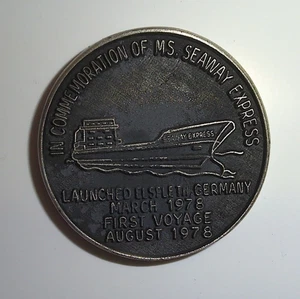 IN COMMEMORATION OF MS. SEAWAY EXPRESS
SEAWAY EXPRESS
LAUNCHED ELSFLETH, GERMANY
MARCH 1978
FIRST VOYAGE
AUGUST 1978